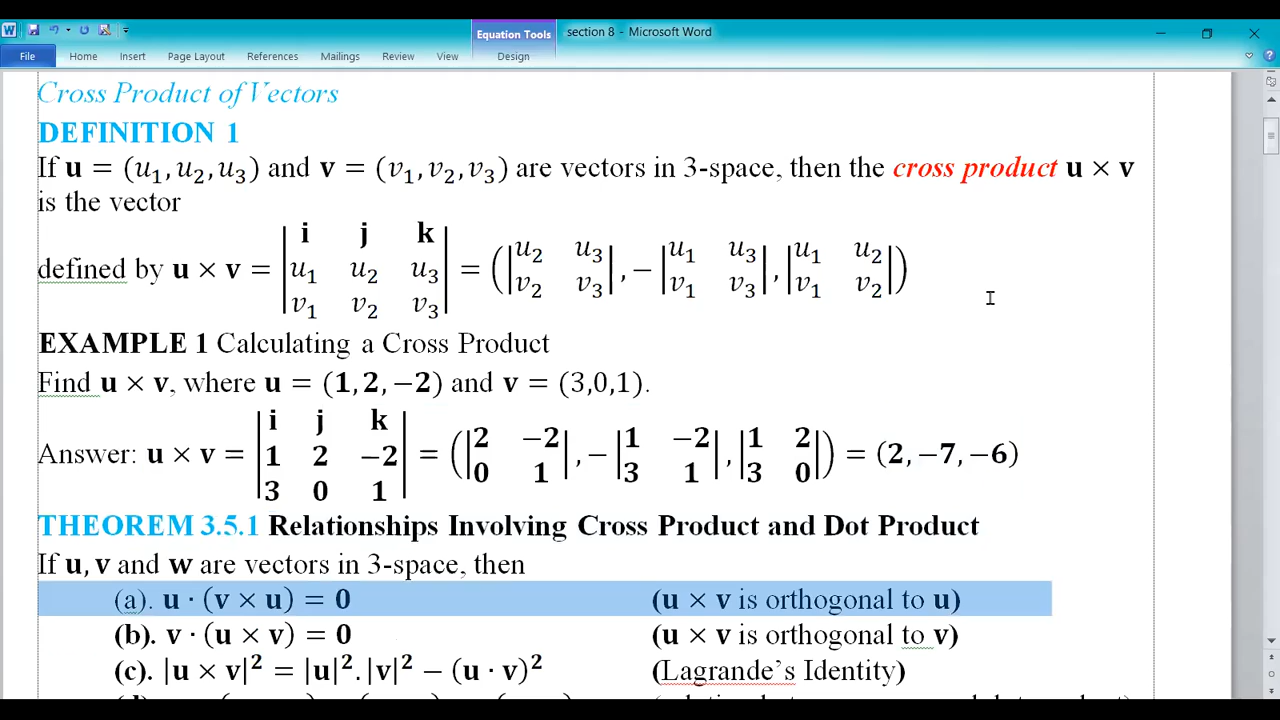 section 8 - Microsoft Word
Equation Tools
File Home Insert Page Layout References Mailings Review View Design
Cross Product of Vectors
DEFINITION 1
If u = (u₁, u₂, u₃) and v = (v₁, v₂, v₃) are vectors in 3-space, then the cross product u × v
is the vector
defined by u × v = |i j k; u₁ u₂ u₃; v₁ v₂ v₃| = (|u₂ u₃; v₂ v₃|, −|u₁ u₃; v₁ v₃|, |u₁ u₂; v₁ v₂|)
EXAMPLE 1 Calculating a Cross Product
Find u × v, where u = (1, 2, −2) and v = (3,0,1).
Answer: u × v = |i j k; 1 2 −2; 3 0 1| = (|2 −2; 0 1|, −|1 −2; 3 1|, |1 2; 3 0|) = (2, −7, −6)
THEOREM 3.5.1 Relationships Involving Cross Product and Dot Product
If u, v and w are vectors in 3-space, then
(a). u · (v × u) = 0 (u × v is orthogonal to u)
(b). v · (u × v) = 0 (u × v is orthogonal to v)
(c). |u × v|² = |u|².|v|² − (u · v)² (Lagrande's Identity)